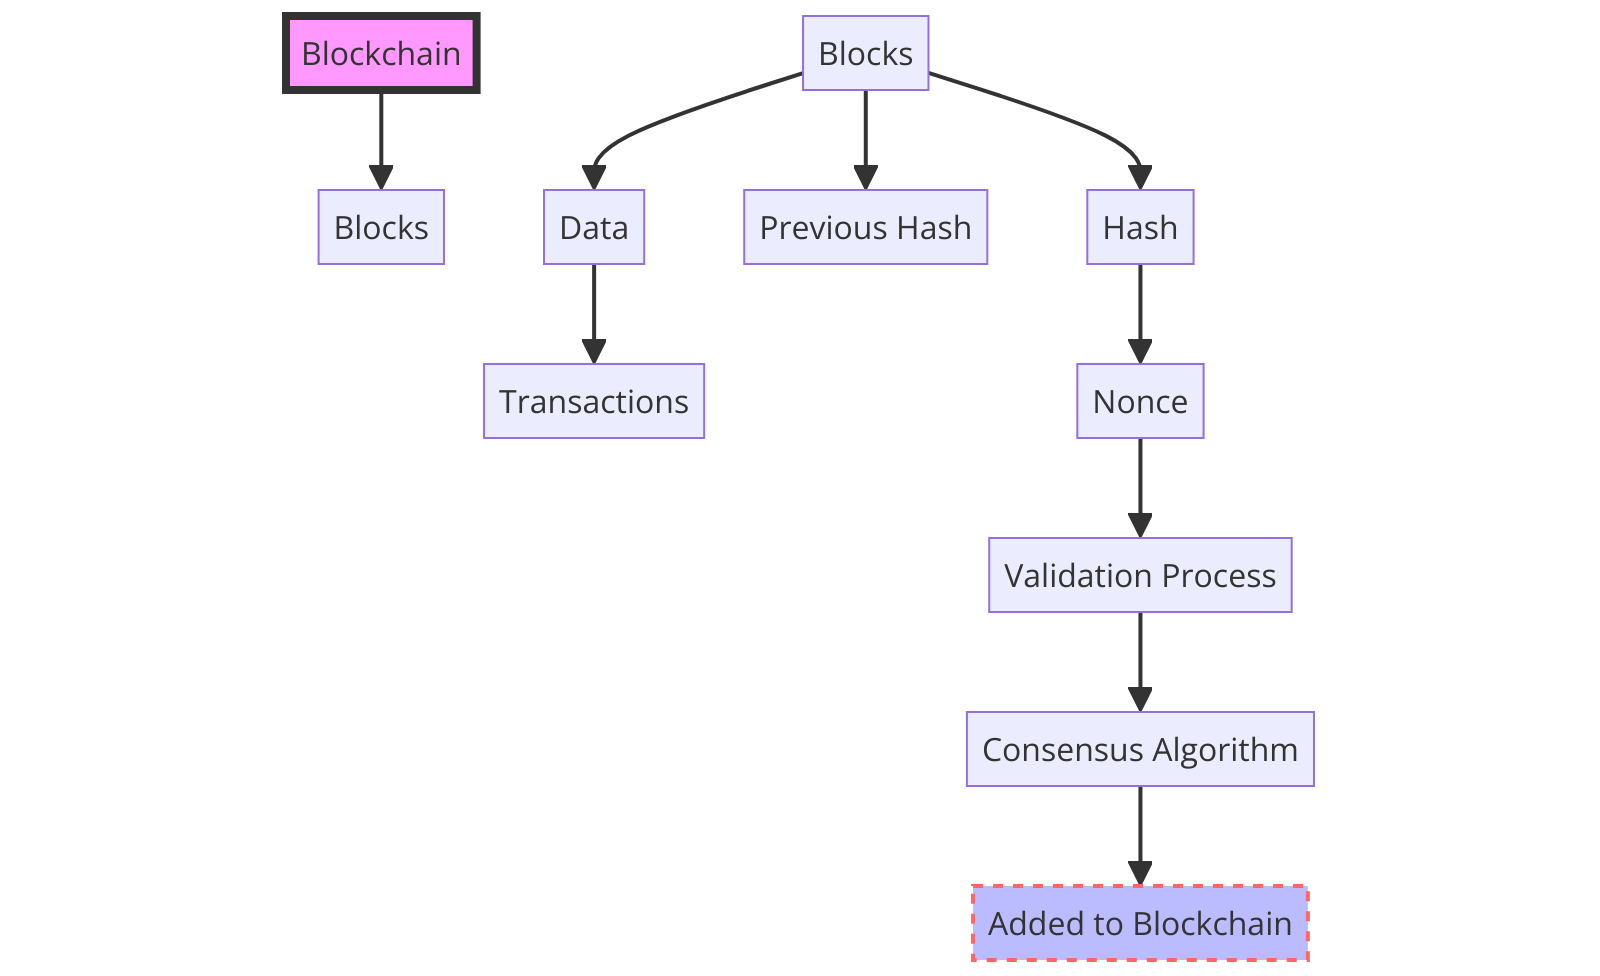 Blockchain
Blocks
Blocks
Data
Previous Hash
Hash
Transactions
Nonce
Validation Process
Consensus Algorithm
Added to Blockchain